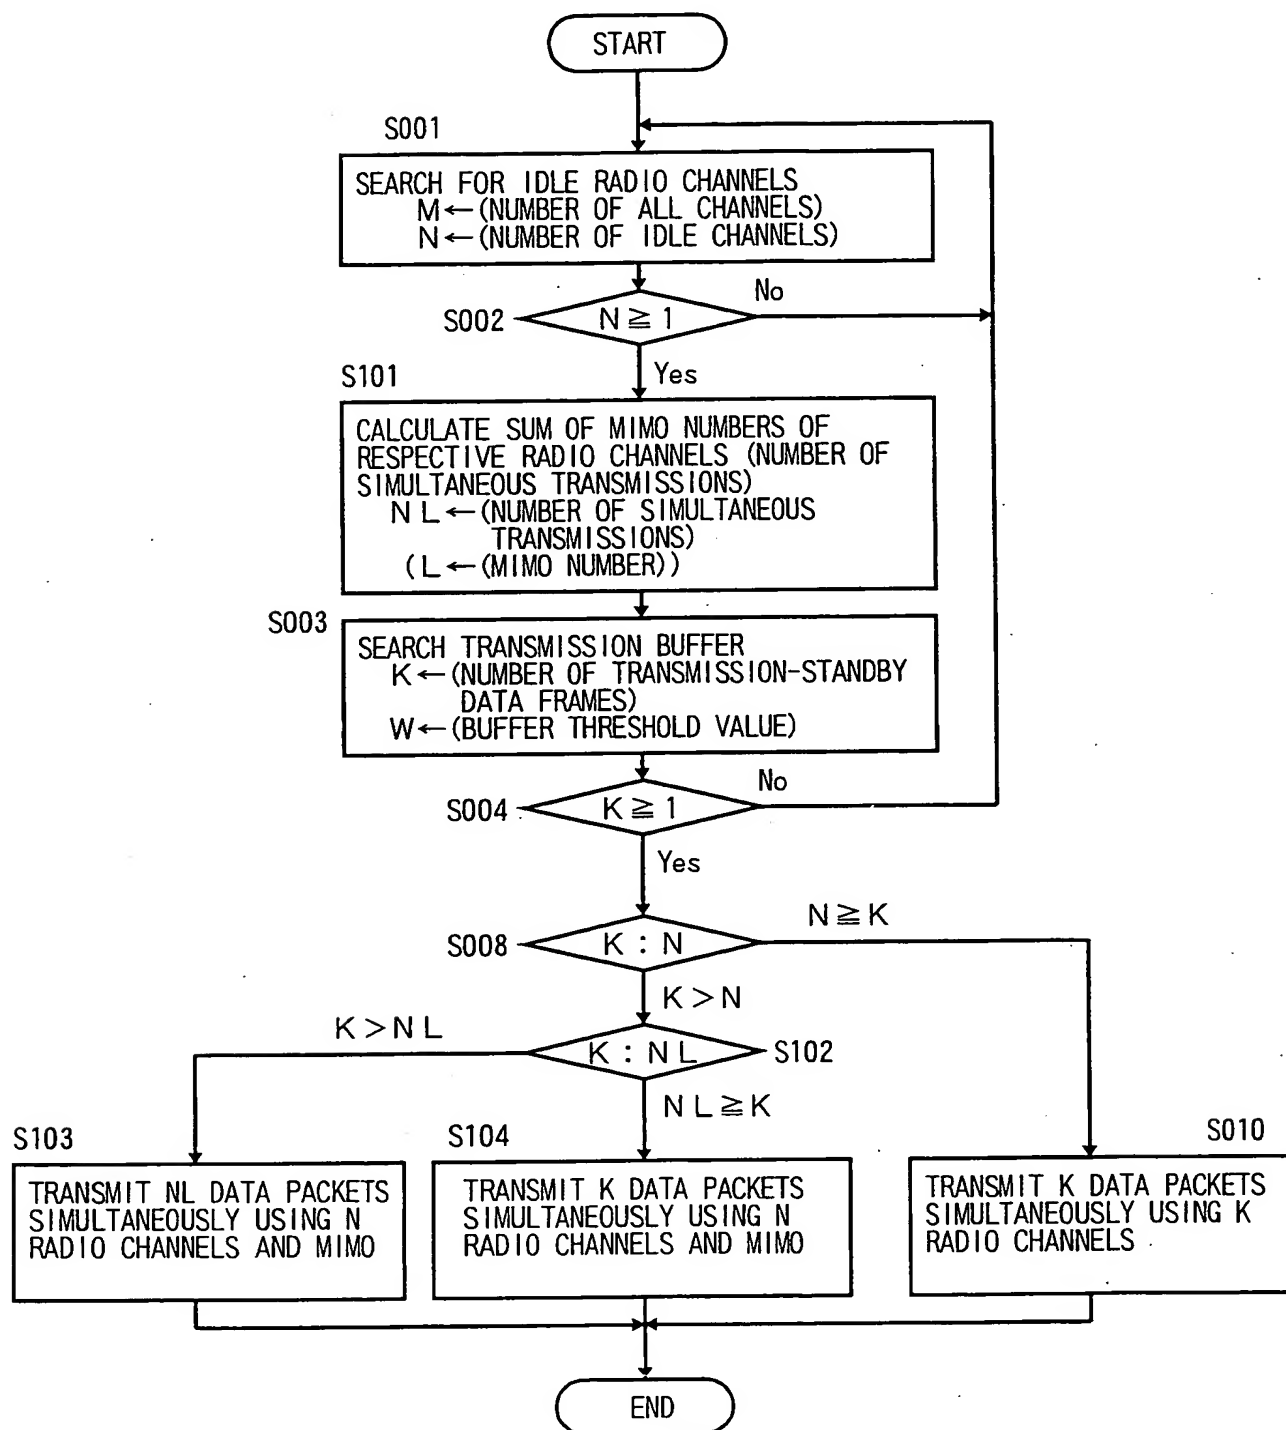 START
S001
SEARCH FOR IDLE RADIO CHANNELS
M←(NUMBER OF ALL CHANNELS)
N←(NUMBER OF IDLE CHANNELS)
No
S002
N≧1
Yes
S101
CALCULATE SUM OF MIMO NUMBERS OF
RESPECTIVE RADIO CHANNELS (NUMBER OF
SIMULTANEOUS TRANSMISSIONS)
NL←(NUMBER OF SIMULTANEOUS
TRANSMISSIONS)
(L←(MIMO NUMBER))
S003
SEARCH TRANSMISSION BUFFER
K←(NUMBER OF TRANSMISSION-STANDBY
DATA FRAMES)
W←(BUFFER THRESHOLD VALUE)
No
S004
K≧1
Yes
N≧K
S008
K:N
K>N
K>NL
K:NL
S102
NL≧K
S103
S104
S010
TRANSMIT NL DATA PACKETS
SIMULTANEOUSLY USING N
RADIO CHANNELS AND MIMO
TRANSMIT K DATA PACKETS
SIMULTANEOUSLY USING N
RADIO CHANNELS AND MIMO
TRANSMIT K DATA PACKETS
SIMULTANEOUSLY USING K
RADIO CHANNELS
END